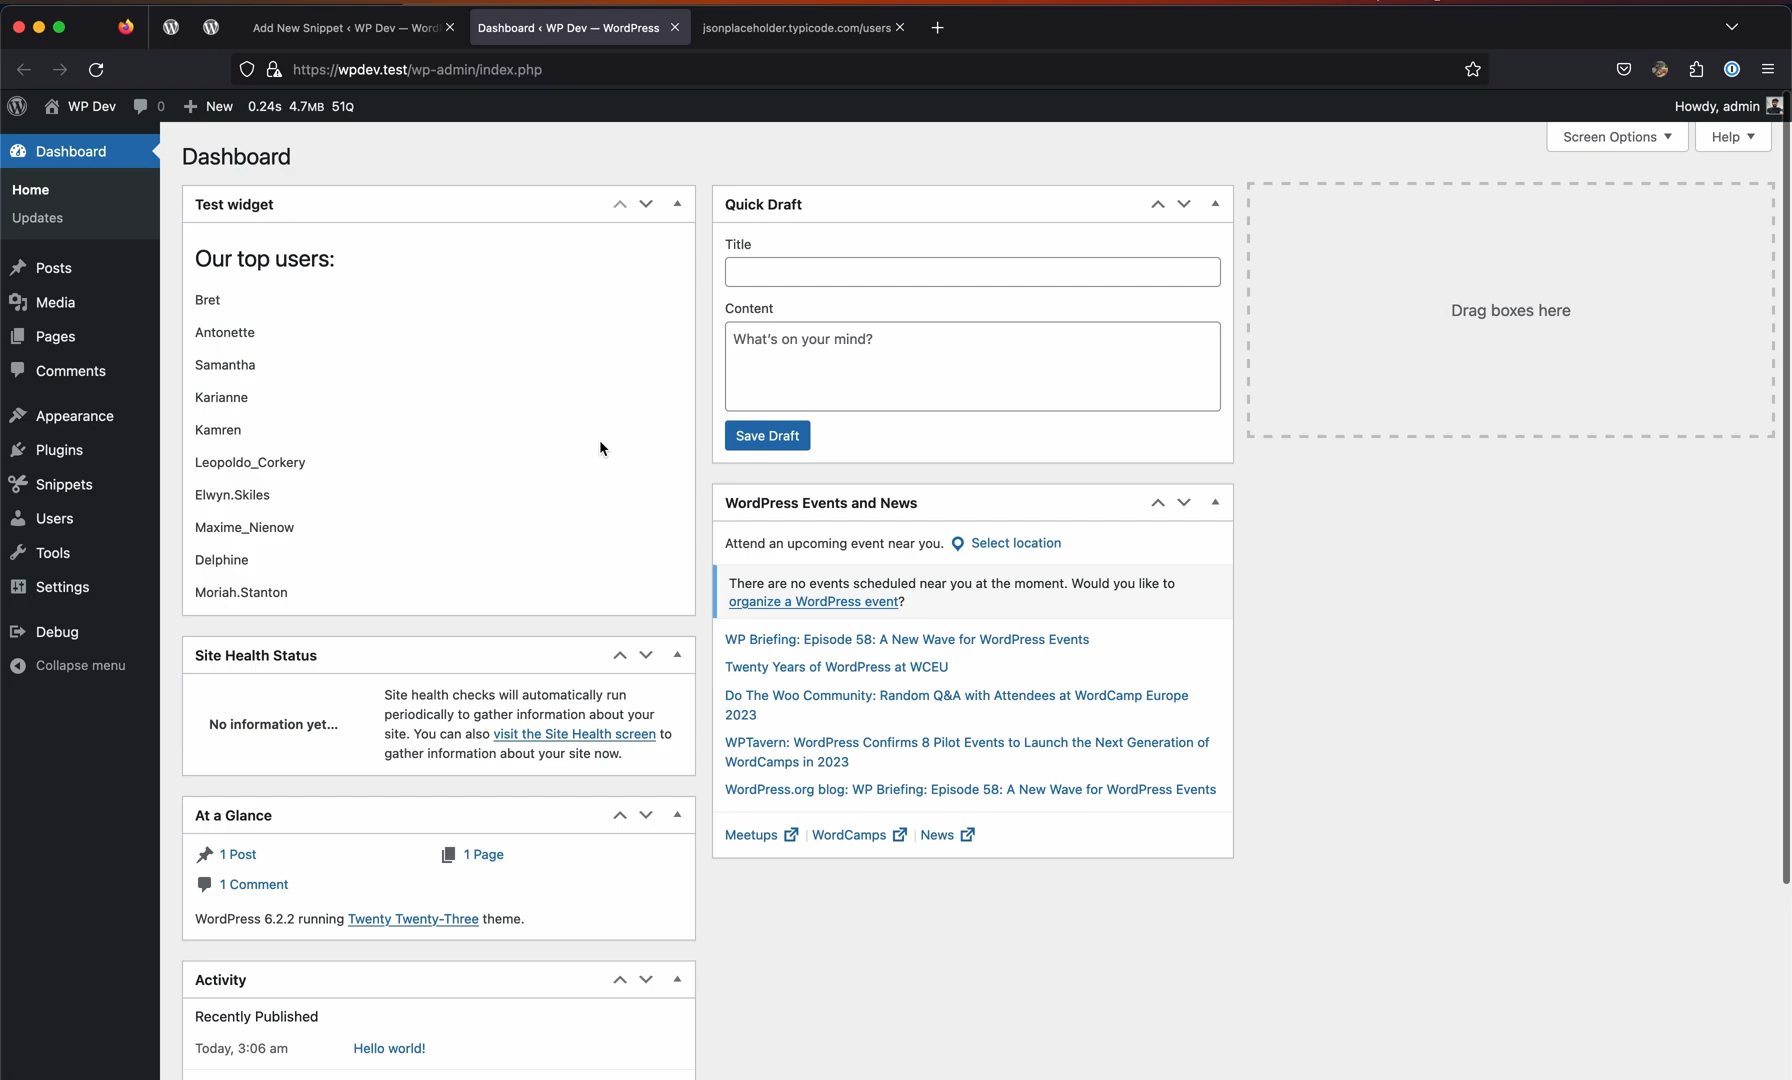 Add New Snippet ‹ WP Dev — Word
Dashboard ‹ WP Dev — WordPress
jsonplaceholder.typicode.com/users
https://wpdev.test/wp-admin/index.php
WP Dev
0
New
0.24s 4.7MB 51Q
Howdy, admin
Dashboard
Home
Updates
Posts
Media
Pages
Comments
Appearance
Plugins
Snippets
Users
Tools
Settings
Debug
Collapse menu
Screen Options
Help
Dashboard
Test widget
Our top users:
Bret
Antonette
Samantha
Karianne
Kamren
Leopoldo_Corkery
Elwyn.Skiles
Maxime_Nienow
Delphine
Moriah.Stanton
Site Health Status
No information yet...
Site health checks will automatically run
periodically to gather information about your
site. You can also visit the Site Health screen to
gather information about your site now.
At a Glance
1 Post
1 Page
1 Comment
WordPress 6.2.2 running Twenty Twenty-Three theme.
Activity
Recently Published
Today, 3:06 am
Hello world!
Quick Draft
Title
Content
What's on your mind?
Save Draft
WordPress Events and News
Attend an upcoming event near you. Select location
There are no events scheduled near you at the moment. Would you like to
organize a WordPress event?
WP Briefing: Episode 58: A New Wave for WordPress Events
Twenty Years of WordPress at WCEU
Do The Woo Community: Random Q&A with Attendees at WordCamp Europe
2023
WPTavern: WordPress Confirms 8 Pilot Events to Launch the Next Generation of
WordCamps in 2023
WordPress.org blog: WP Briefing: Episode 58: A New Wave for WordPress Events
Meetups | WordCamps | News
Drag boxes here